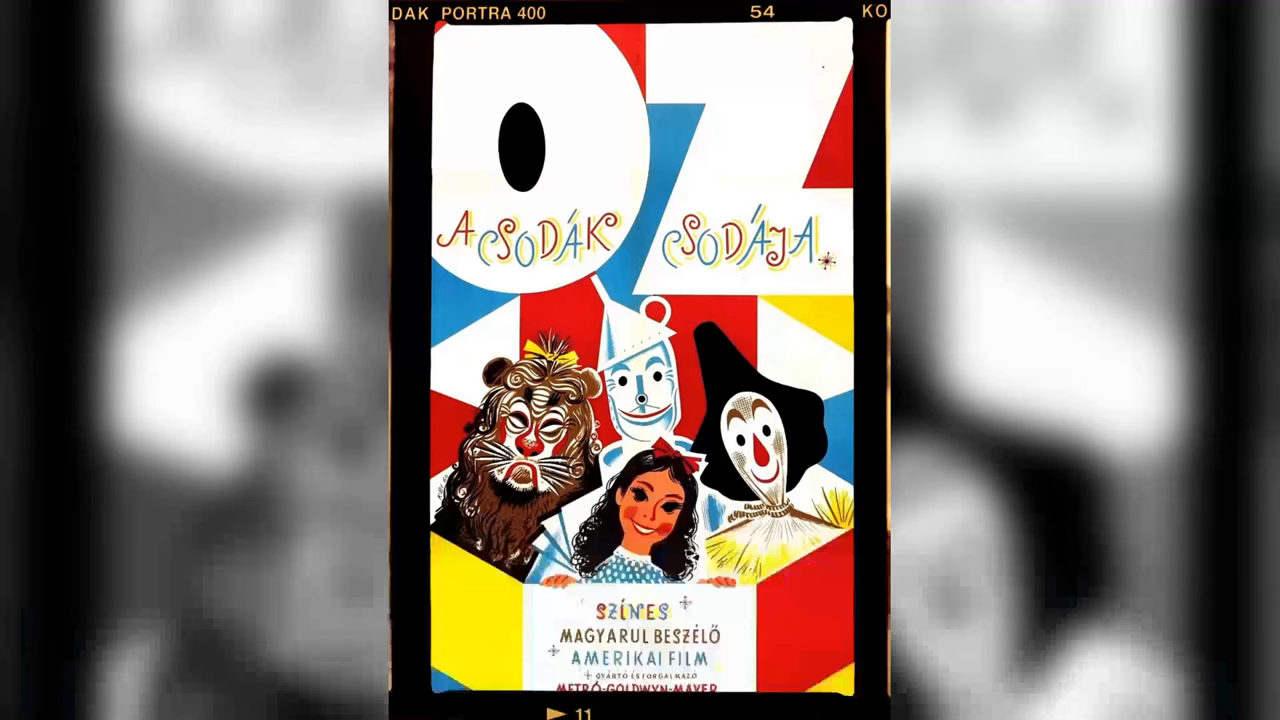 DAK PORTRA 400 54 KO
OZ
A CSODÁK CSODÁJA
SZÍNES
MAGYARUL BESZÉLŐ
AMERIKAI FILM
GYÁRTÓ ÉS FORGALMAZÓ
METRÓ-GOLDWYN-MAYER
11